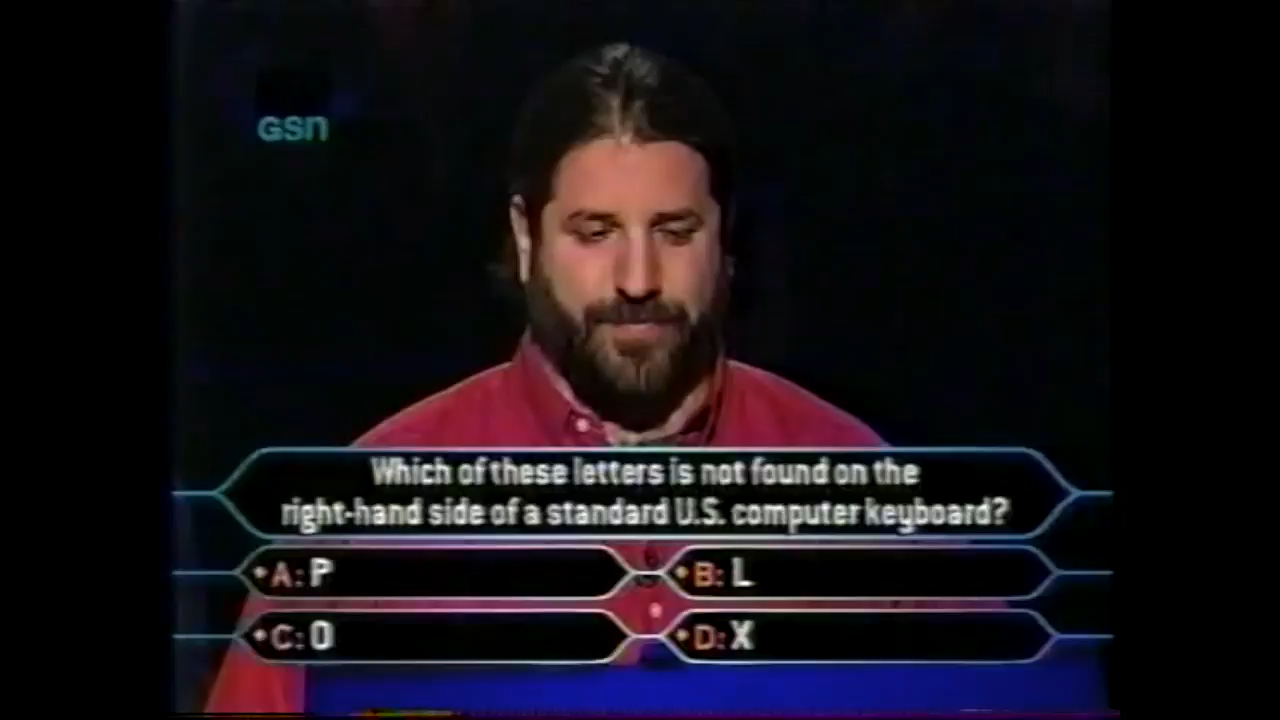 GSN
Which of these letters is not found on the
right-hand side of a standard U.S. computer keyboard?
A: P
B: L
C: O
D: X